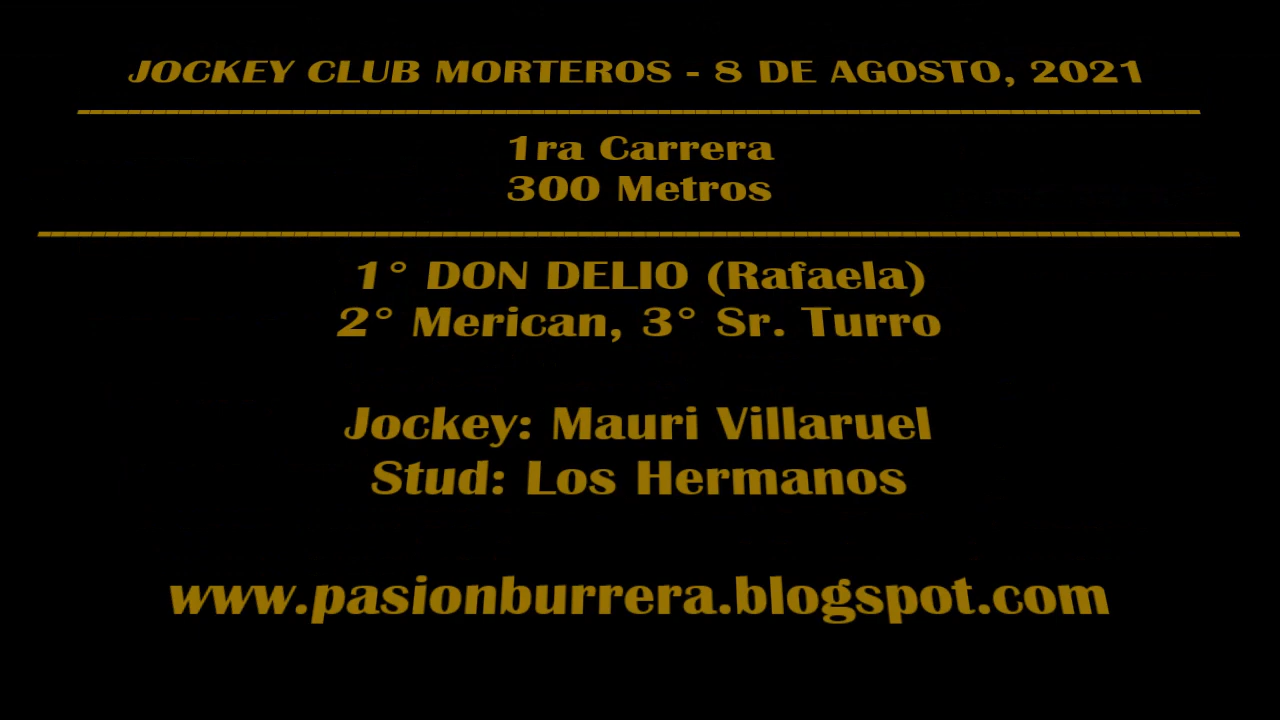 JOCKEY CLUB MORTEROS - 8 DE AGOSTO, 2021
1ra Carrera
300 Metros
1° DON DELIO (Rafaela)
2° Merican, 3° Sr. Turro
Jockey: Mauri Villaruel
Stud: Los Hermanos
www.pasionburrera.blogspot.com